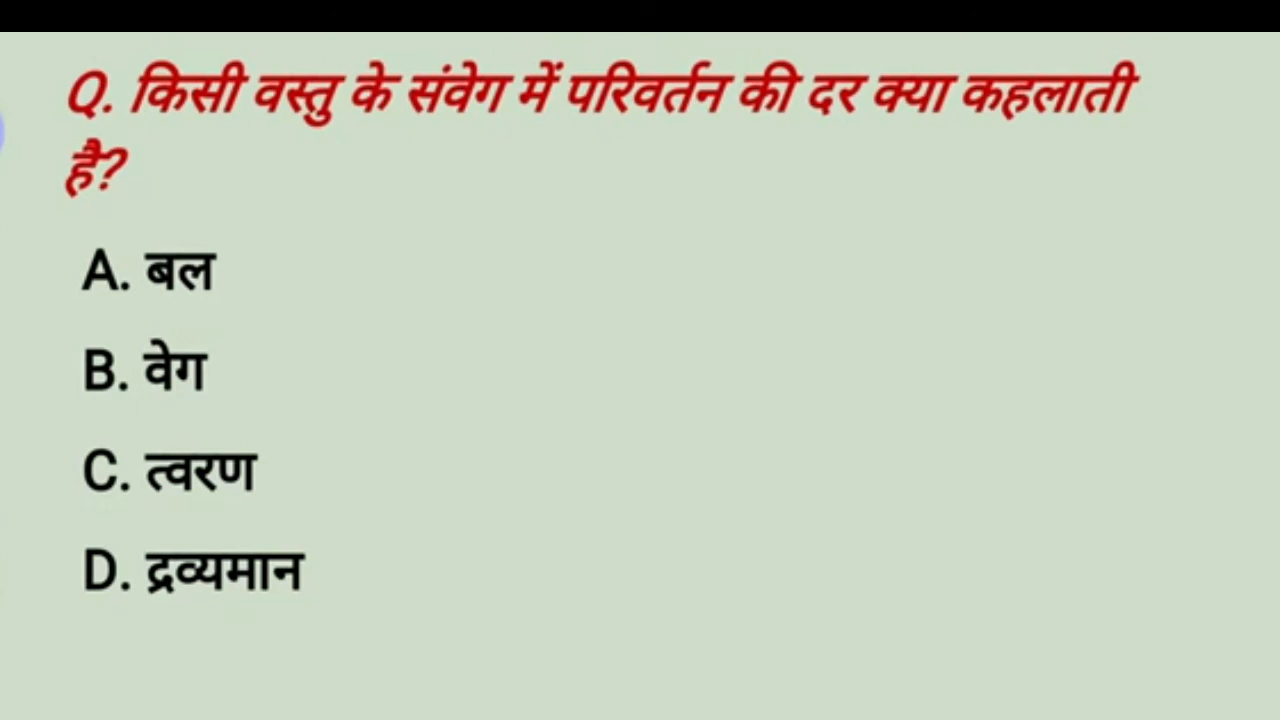 Q. किसी वस्तु के संवेग में परिवर्तन की दर क्या कहलाती
है?
A. बल
B. वेग
C. त्वरण
D. द्रव्यमान